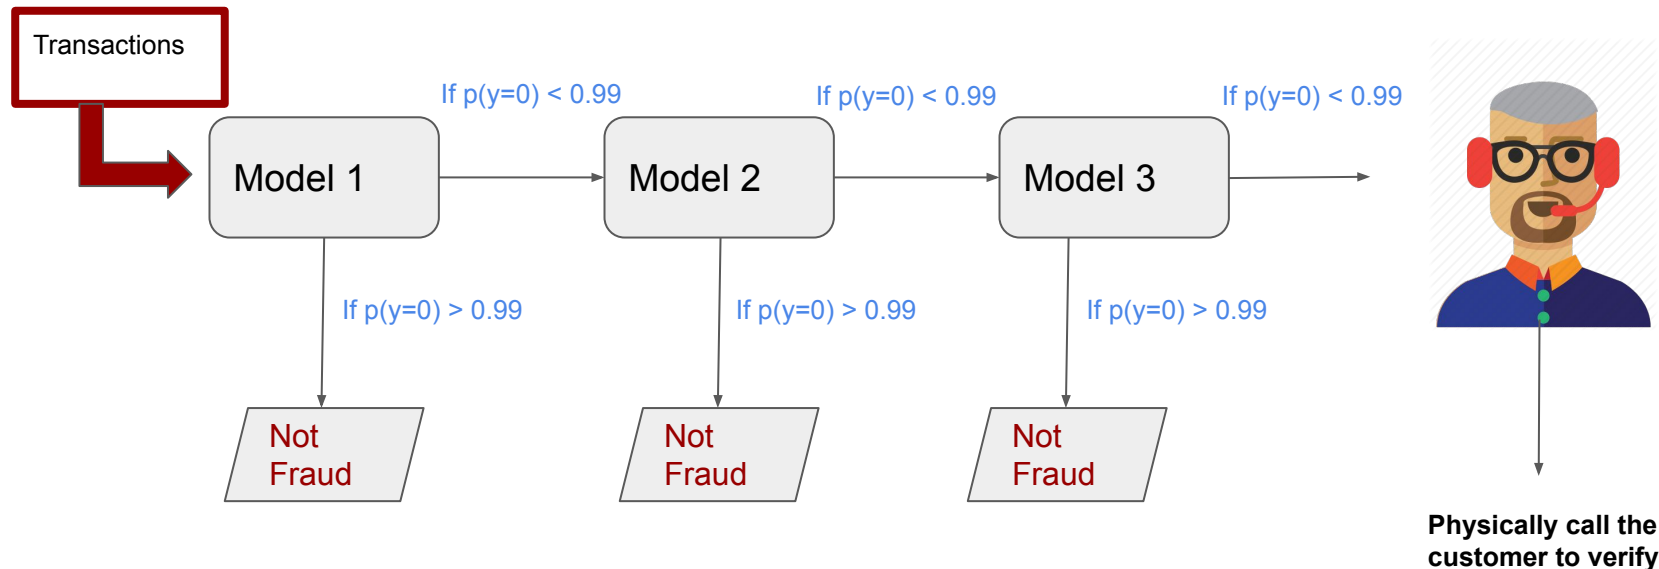 Transactions
If p(y=0) < 0.99
If p(y=0) < 0.99
If p(y=0) < 0.99
Model 1
Model 2
Model 3
If p(y=0) > 0.99
If p(y=0) > 0.99
If p(y=0) > 0.99
Not
Fraud
Not
Fraud
Not
Fraud
Physically call the
customer to verify